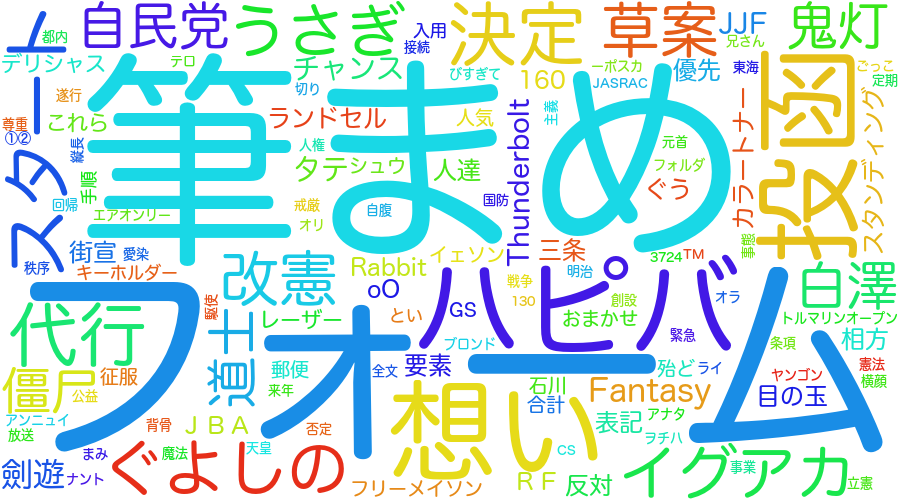 都内
自民党
うさぎ
入用
接続
決定
草案
JJF
兄さん
鬼灯
スタート
デリシャス
テロ
チャンス
びすぎて
160
ーポスカ
JASRAC
優先
東海
ごっこ
定期
遂行
切り
尊重
①②
これら
筆まめ
ランドセル
人気
主義
カラートナー
投函
スタンディング
縦長
手順
人権
タテシュウ
人達
Thunderbolt
元首
フォルダ
ぐう
回帰
エアオンリー
戒厳
オリ
自腹
国防
事態
秩序
街宣
愛染
キーホルダー
改憲
Rabbit
イェソン
三条
明治
3724
TM
白澤
駆使
oO
GS
戦争
130
創設
オラ
トルマリンオープン
代行
道士
フォーム
レーザー
とい
ハピバ
おまかせ
緊急
相方
条項
ブロンド
僵尸
征服
郵便
来年
全文
要素
殆ど
ライ
ヤンゴン
憲法
横顔
公益
想い
石川
合計
Fantasy
目の玉
アンニュイ
放送
背骨
JBA
否定
表記
アナタ
ヲチハ
劍遊
まみ
ナント
ぐよしの
魔法
天皇
フリーメイソン
CS
RF
反対
イグアカ
事業
立憲